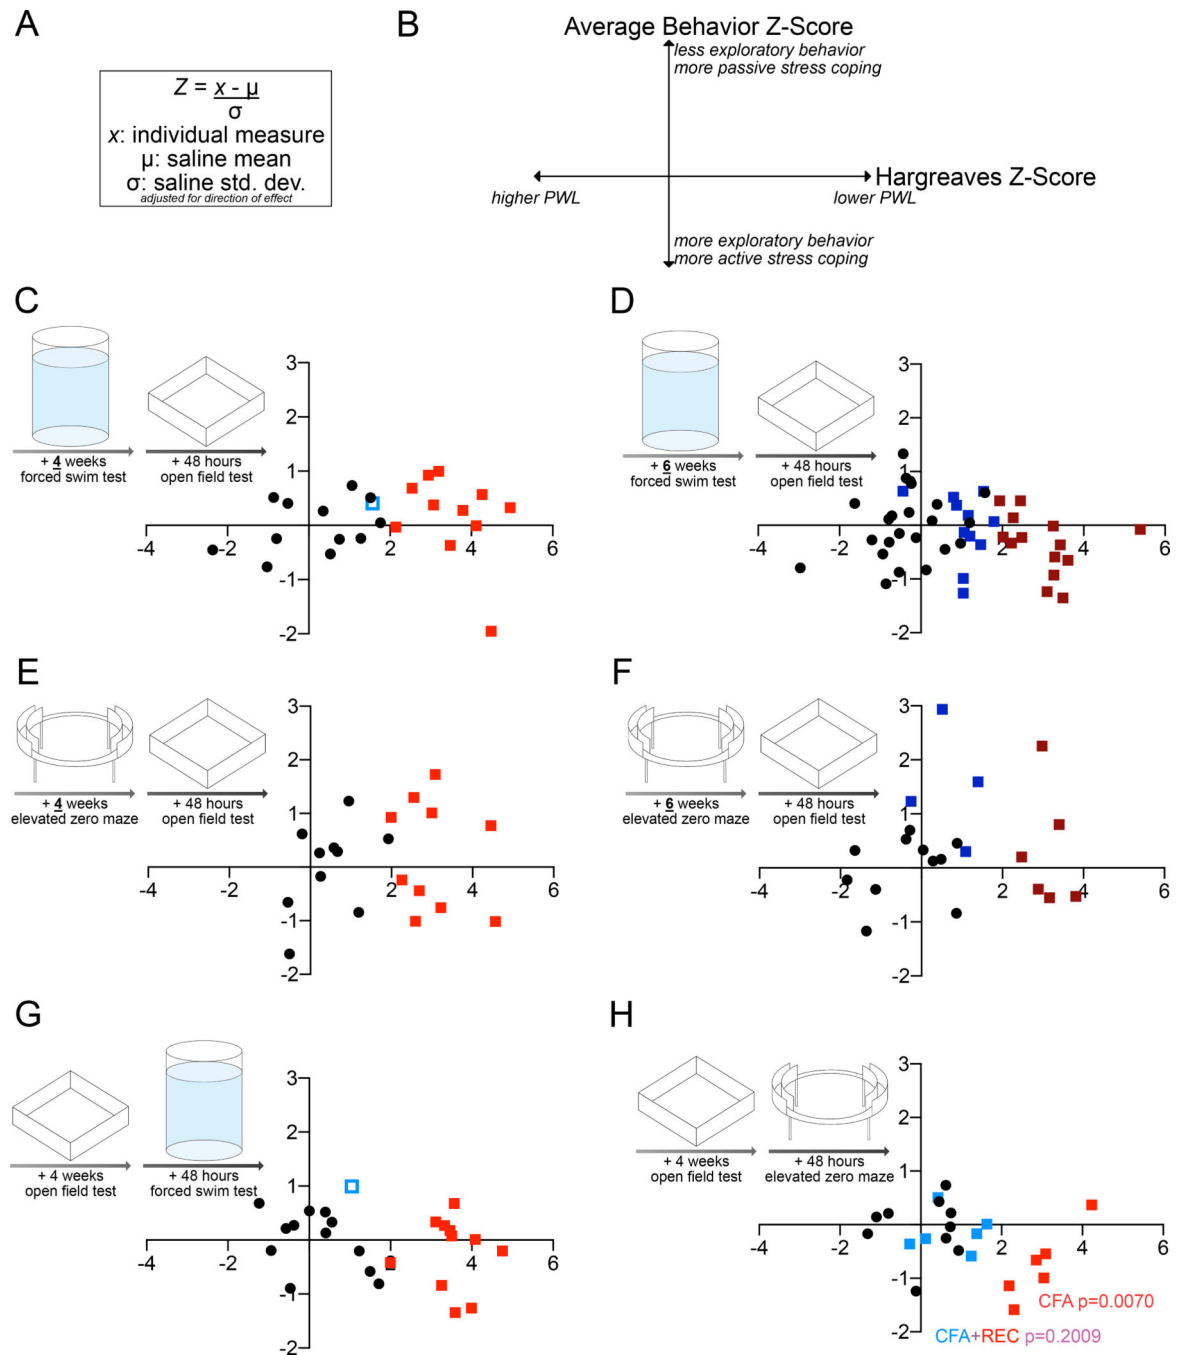 A
Z = x - μ
σ
x: individual measure
μ: saline mean
σ: saline std. dev.
adjusted for direction of effect
B
Average Behavior Z-Score
less exploratory behavior
more passive stress coping
Hargreaves Z-Score
higher PWL
lower PWL
more exploratory behavior
more active stress coping
C
+ 4 weeks
forced swim test
+ 48 hours
open field test
3
2
1
-4
-2
2
4
6
-1
-2
D
+ 6 weeks
forced swim test
+ 48 hours
open field test
3
2
1
-4
-2
2
4
6
-1
-2
E
+ 4 weeks
elevated zero maze
+ 48 hours
open field test
3
2
1
-4
-2
2
4
6
-1
-2
F
+ 6 weeks
elevated zero maze
+ 48 hours
open field test
3
2
1
-4
-2
2
4
6
-1
-2
G
+ 4 weeks
open field test
+ 48 hours
forced swim test
3
2
1
-4
-2
2
4
6
-1
-2
H
+ 4 weeks
open field test
+ 48 hours
elevated zero maze
3
2
1
-4
-2
2
4
6
-1
-2
CFA p=0.0070
CFA+REC p=0.2009